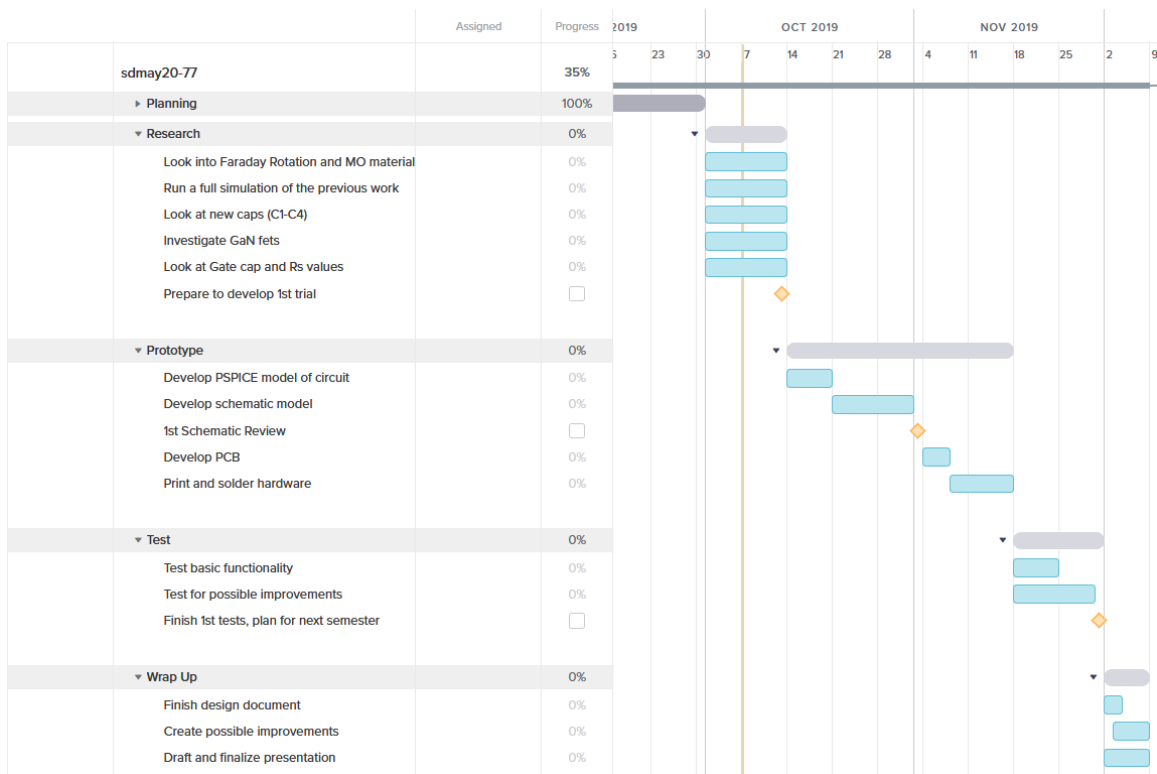 Assigned Progress 2019 OCT 2019 NOV 2019
23 30 7 14 21 28 4 11 18 25 2 9
sdmay20-77 35%
Planning 100%
Research 0%
Look into Faraday Rotation and MO material 0%
Run a full simulation of the previous work 0%
Look at new caps (C1-C4) 0%
Investigate GaN fets 0%
Look at Gate cap and Rs values 0%
Prepare to develop 1st trial
Prototype 0%
Develop PSPICE model of circuit 0%
Develop schematic model 0%
1st Schematic Review
Develop PCB 0%
Print and solder hardware 0%
Test 0%
Test basic functionality 0%
Test for possible improvements 0%
Finish 1st tests, plan for next semester
Wrap Up 0%
Finish design document 0%
Create possible improvements 0%
Draft and finalize presentation 0%